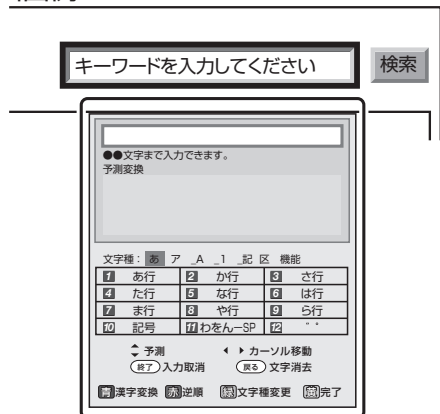 キーワードを入力してください 検索
●●文字まで入力できます。
予測変換
文字種： あ ア _A _1 _記 区 機能
1 あ行 2 か行 3 さ行
4 た行 5 な行 6 は行
7 ま行 8 や行 9 ら行
10 記号 11 わをん−SP 12 ゛゜
予測 カーソル移動
終了 入力取消 戻る 文字消去
青 漢字変換 赤 逆順 緑 文字種変更 黄 完了